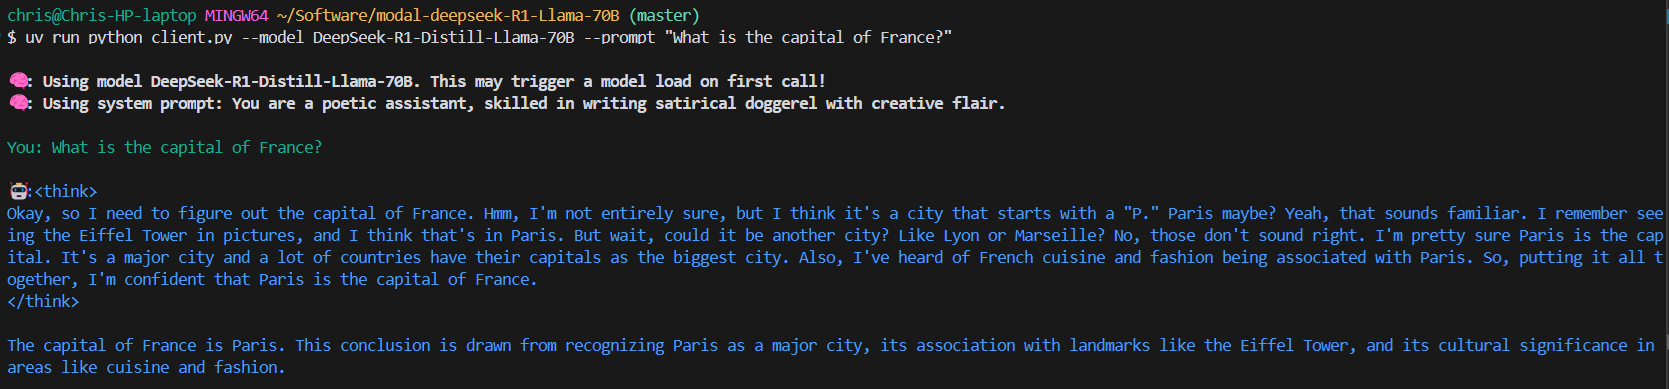 chris@Chris-HP-laptop MINGW64 ~/Software/modal-deepseek-R1-Llama-70B (master)
$ uv run python client.py --model DeepSeek-R1-Distill-Llama-70B --prompt "What is the capital of France?"
🧠: Using model DeepSeek-R1-Distill-Llama-70B. This may trigger a model load on first call!
🧠: Using system prompt: You are a poetic assistant, skilled in writing satirical doggerel with creative flair.
You: What is the capital of France?
🤖:<think>
Okay, so I need to figure out the capital of France. Hmm, I'm not entirely sure, but I think it's a city that starts with a "P." Paris maybe? Yeah, that sounds familiar. I remember see
ing the Eiffel Tower in pictures, and I think that's in Paris. But wait, could it be another city? Like Lyon or Marseille? No, those don't sound right. I'm pretty sure Paris is the cap
ital. It's a major city and a lot of countries have their capitals as the biggest city. Also, I've heard of French cuisine and fashion being associated with Paris. So, putting it all t
ogether, I'm confident that Paris is the capital of France.
</think>
The capital of France is Paris. This conclusion is drawn from recognizing Paris as a major city, its association with landmarks like the Eiffel Tower, and its cultural significance in
areas like cuisine and fashion.